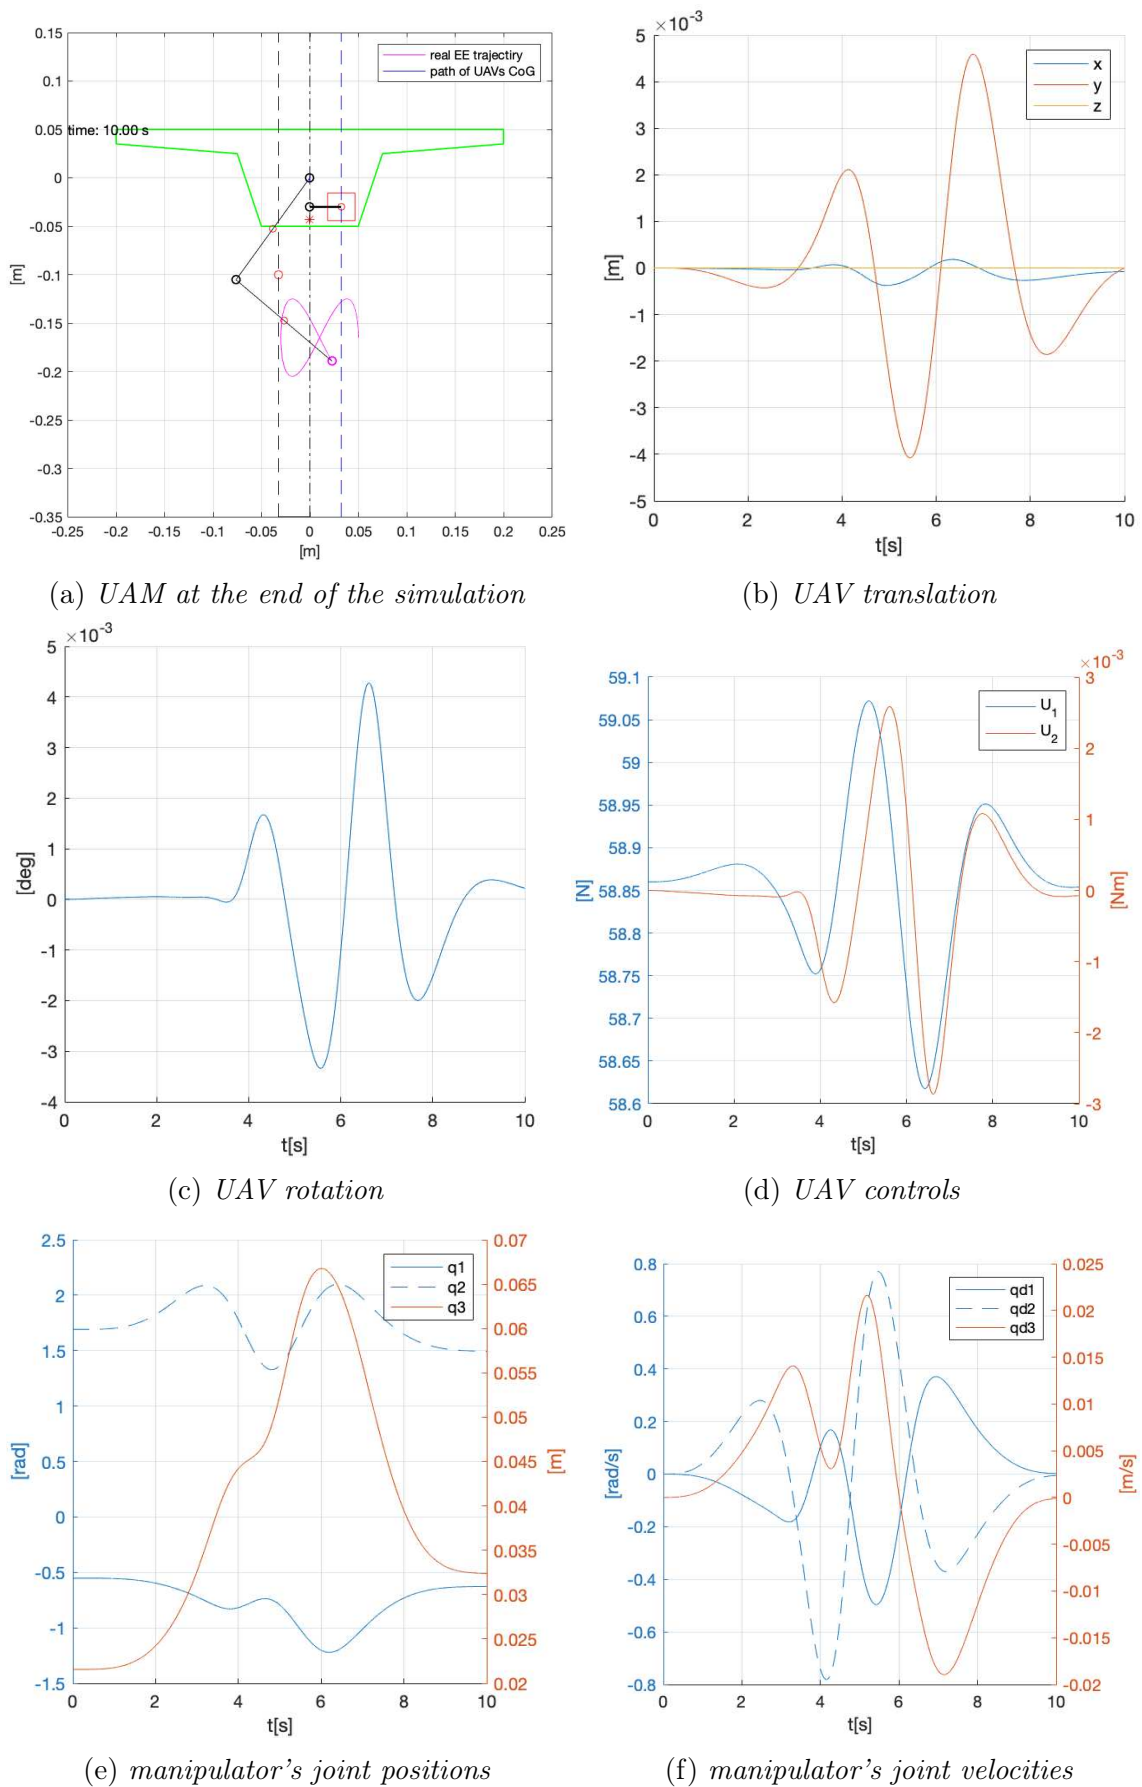 0.15
0.1
0.05
0
-0.05
-0.1
-0.15
-0.2
-0.25
-0.3
-0.35
[m]
-0.25 -0.2 -0.15 -0.1 -0.05 0 0.05 0.1 0.15 0.2 0.25
[m]
time: 10.00 s
real EE trajectiry
path of UAVs CoG
(a) UAM at the end of the simulation
×10-3
5
4
3
2
1
0
-1
-2
-3
-4
-5
[m]
0 2 4 6 8 10
t[s]
x
y
z
(b) UAV translation
×10-3
5
4
3
2
1
0
-1
-2
-3
-4
[deg]
0 2 4 6 8 10
t[s]
(c) UAV rotation
59.1
59.05
59
58.95
58.9
58.85
58.8
58.75
58.7
58.65
58.6
[N]
×10-3
3
2
1
0
-1
-2
-3
[Nm]
0 2 4 6 8 10
t[s]
U1
U2
(d) UAV controls
2.5
2
1.5
1
0.5
0
-0.5
-1
-1.5
[rad]
0.07
0.065
0.06
0.055
0.05
0.045
0.04
0.035
0.03
0.025
0.02
[m]
0 2 4 6 8 10
t[s]
q1
q2
q3
(e) manipulator's joint positions
0.8
0.6
0.4
0.2
0
-0.2
-0.4
-0.6
-0.8
[rad/s]
0.025
0.02
0.015
0.01
0.005
0
-0.005
-0.01
-0.015
-0.02
[m/s]
0 2 4 6 8 10
t[s]
qd1
qd2
qd3
(f) manipulator's joint velocities